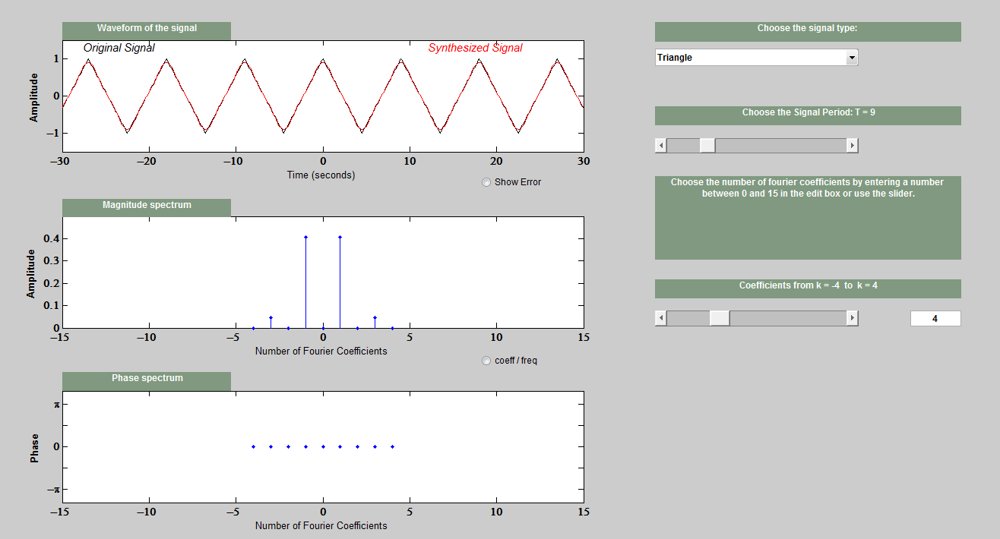 Waveform of the signal
Original Signal
Synthesized Signal
Amplitude
1
0
−1
−30 −20 −10 0 10 20 30
Time (seconds)
Show Error
Magnitude spectrum
Amplitude
0.4
0.3
0.2
0.1
0
−15 −10 −5 0 5 10 15
Number of Fourier Coefficients
coeff / freq
Phase spectrum
Phase
π
0
−π
−15 −10 −5 0 5 10 15
Number of Fourier Coefficients
Choose the signal type:
Triangle
Choose the Signal Period: T = 9
Choose the number of fourier coefficients by entering a number
between 0 and 15 in the edit box or use the slider.
Coefficients from k = -4 to k = 4
4